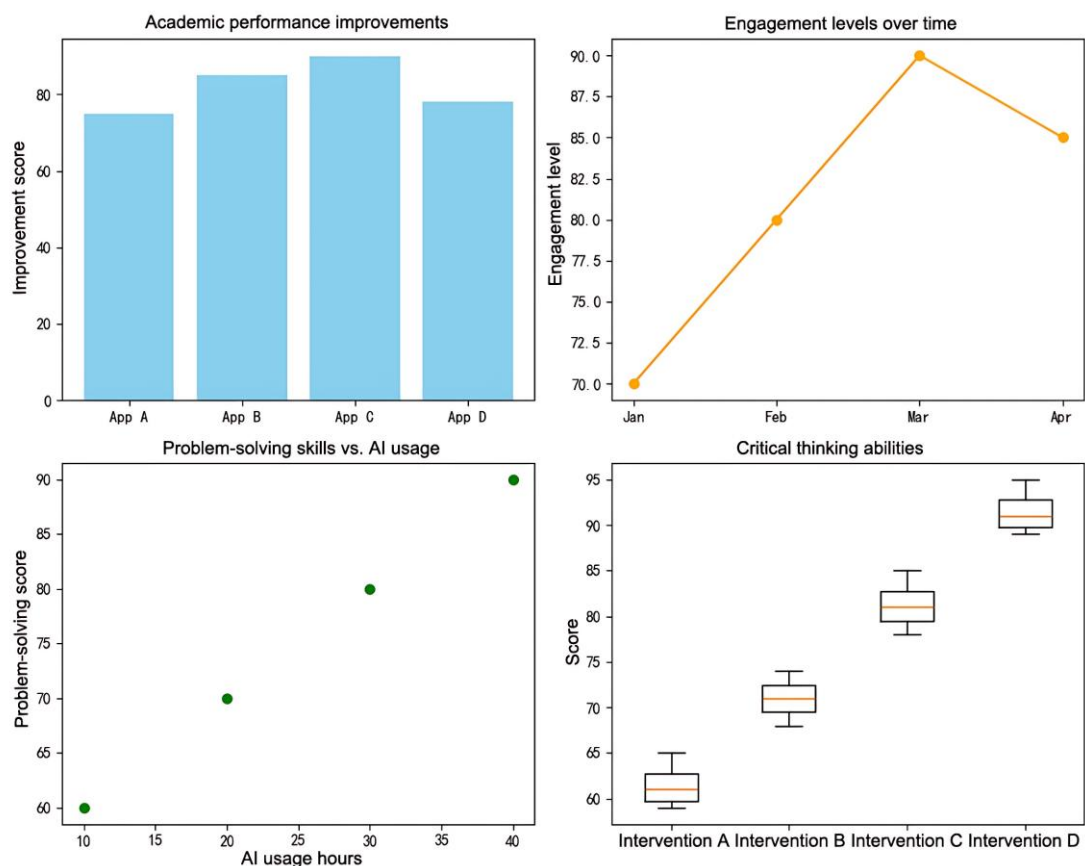 Academic performance improvements
Improvement score
80
60
40
20
0
App A App B App C App D
Engagement levels over time
Engagement level
90.0
87.5
85.0
82.5
80.0
77.5
75.0
72.5
70.0
Jan Feb Mar Apr
Problem-solving skills vs. AI usage
Problem-solving score
90
85
80
75
70
65
60
10 15 20 25 30 35 40
AI usage hours
Critical thinking abilities
Score
95
90
85
80
75
70
65
60
Intervention A Intervention B Intervention C Intervention D